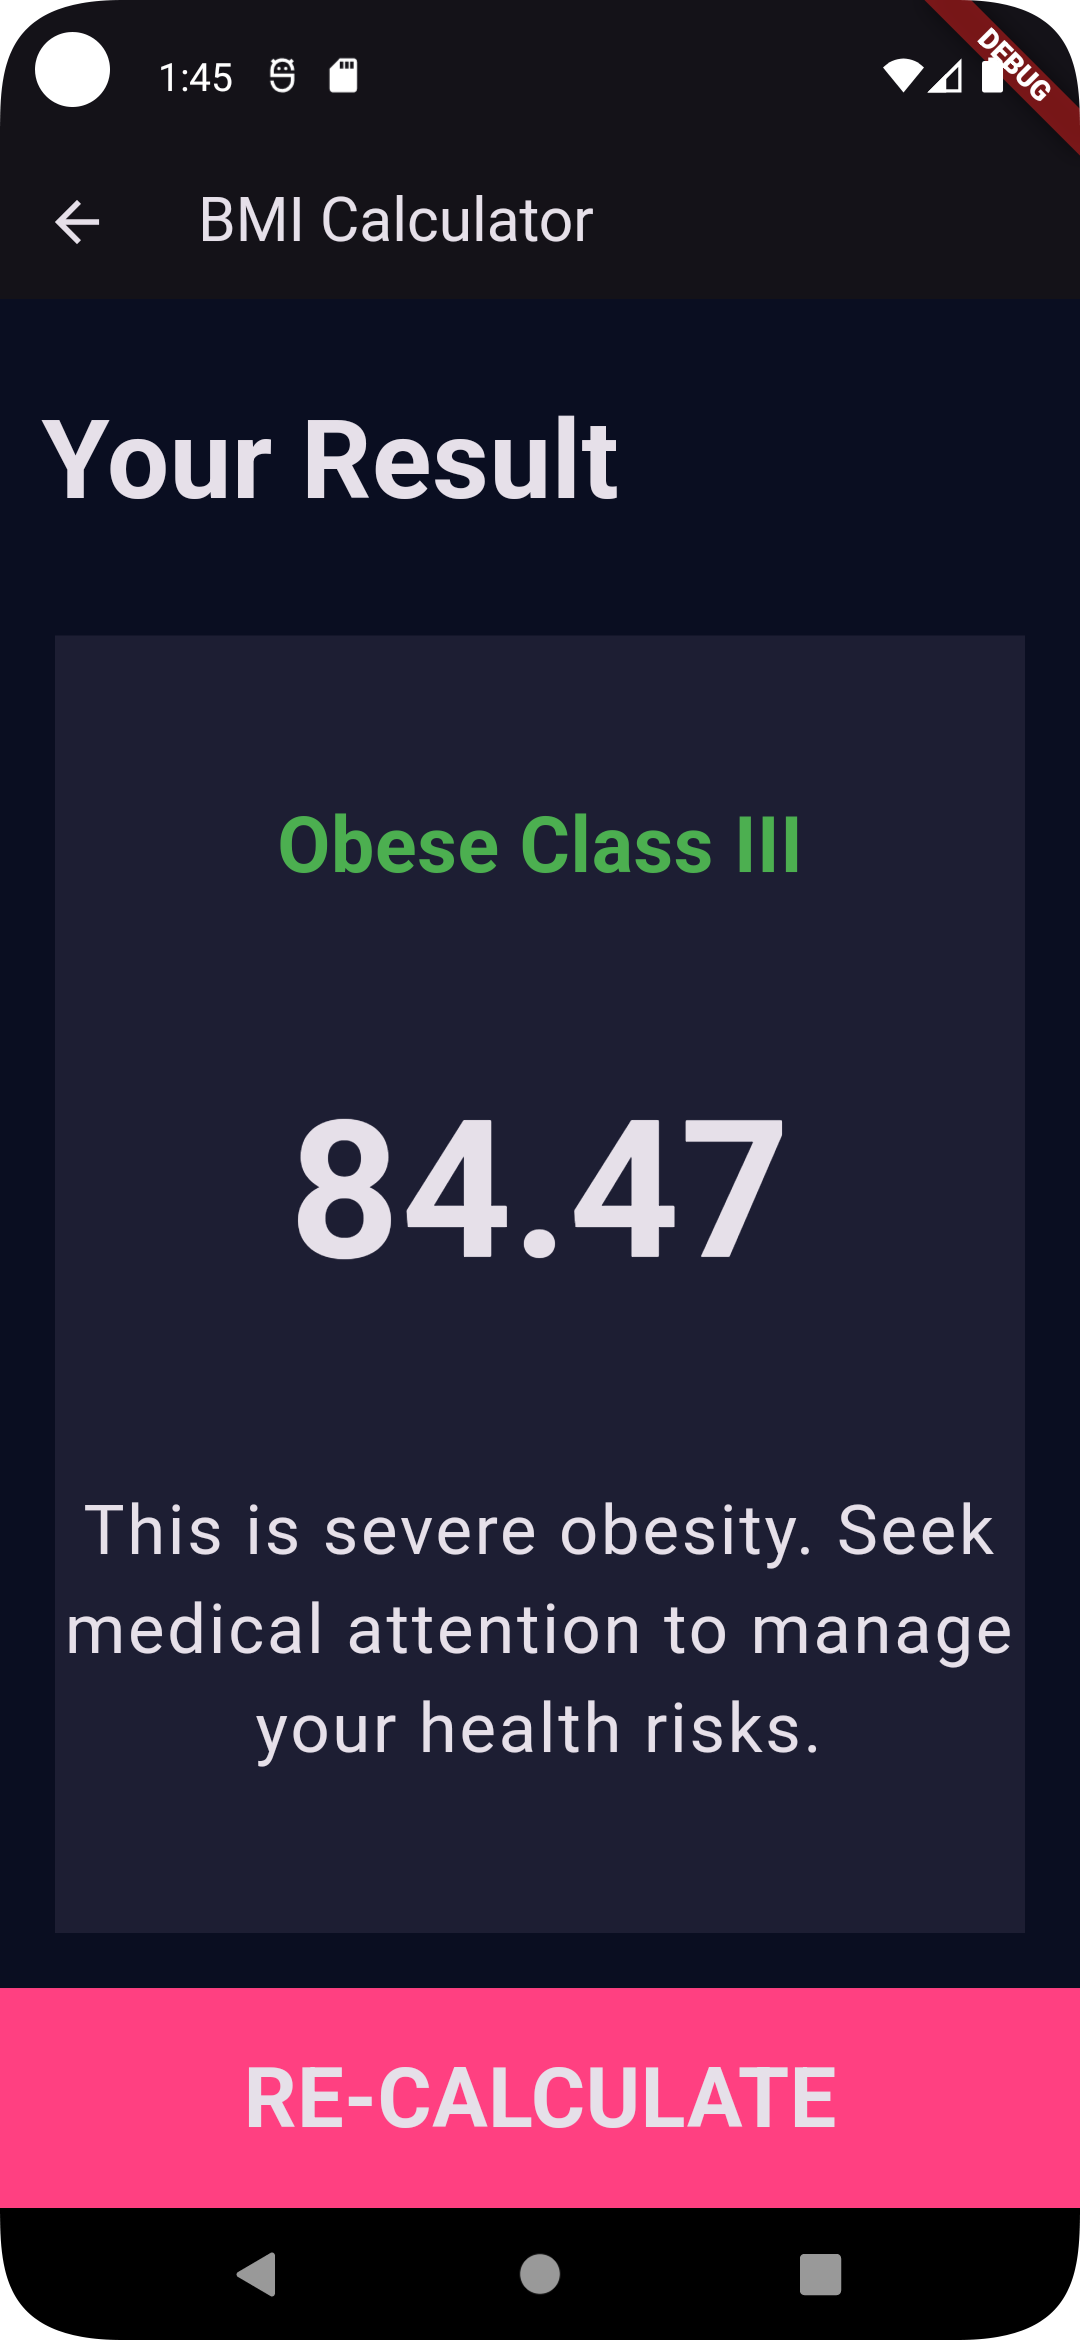 1:45
DEBUG
BMI Calculator
Your Result
Obese Class III
84.47
This is severe obesity. Seek
medical attention to manage
your health risks.
RE-CALCULATE